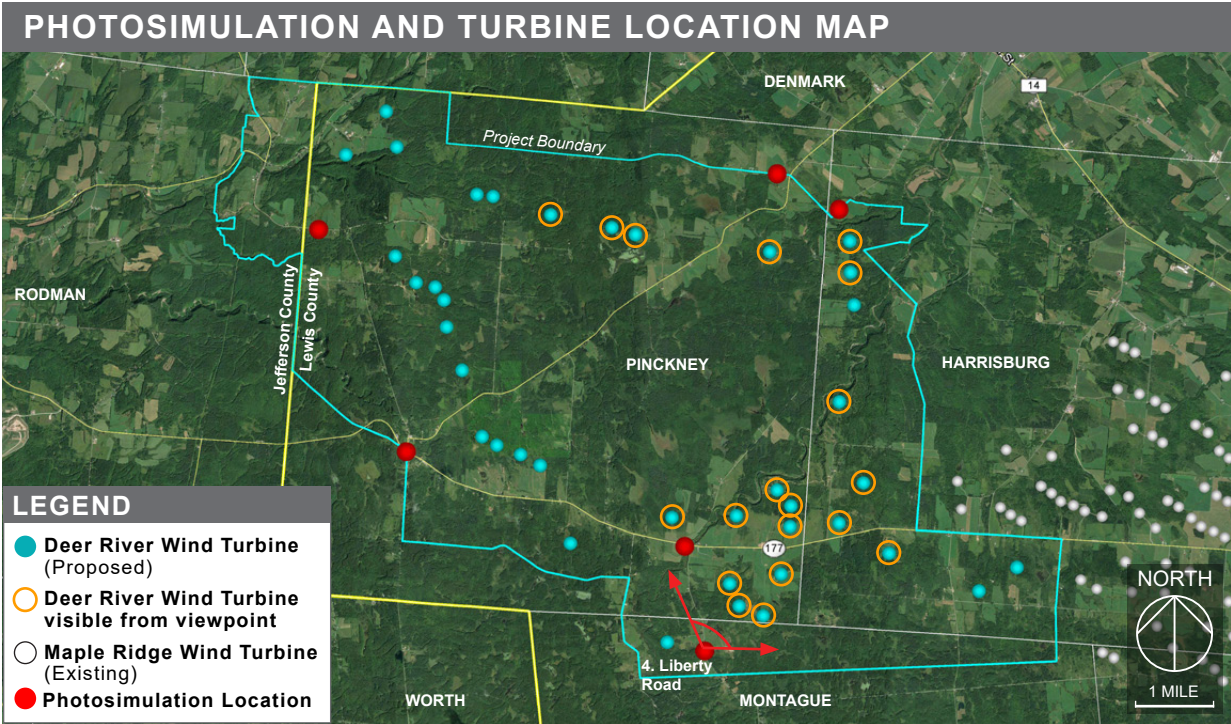 PHOTOSIMULATION AND TURBINE LOCATION MAP
DENMARK
14
Project Boundary
RODMAN
Jefferson County
Lewis County
PINCKNEY
HARRISBURG
177
4. Liberty
Road
WORTH
MONTAGUE
LEGEND
Deer River Wind Turbine
(Proposed)
Deer River Wind Turbine
visible from viewpoint
Maple Ridge Wind Turbine
(Existing)
Photosimulation Location
NORTH
1 MILE